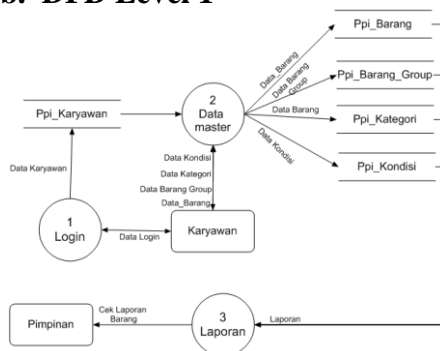 b. DFD Level 1
Ppi_Barang
Data_Barang
Data Barang
Group
Ppi_Barang_Group
Data Barang
Ppi_Kategori
Data Kondisi
Ppi_Kondisi
Ppi_Karyawan
2
Data
master
Data Karyawan
Data Kondisi
Data Kategori
Data Barang Group
Data_Barang
1
Login
Data Login
Karyawan
Pimpinan
Cek Laporan
Barang
3
Laporan
Laporan